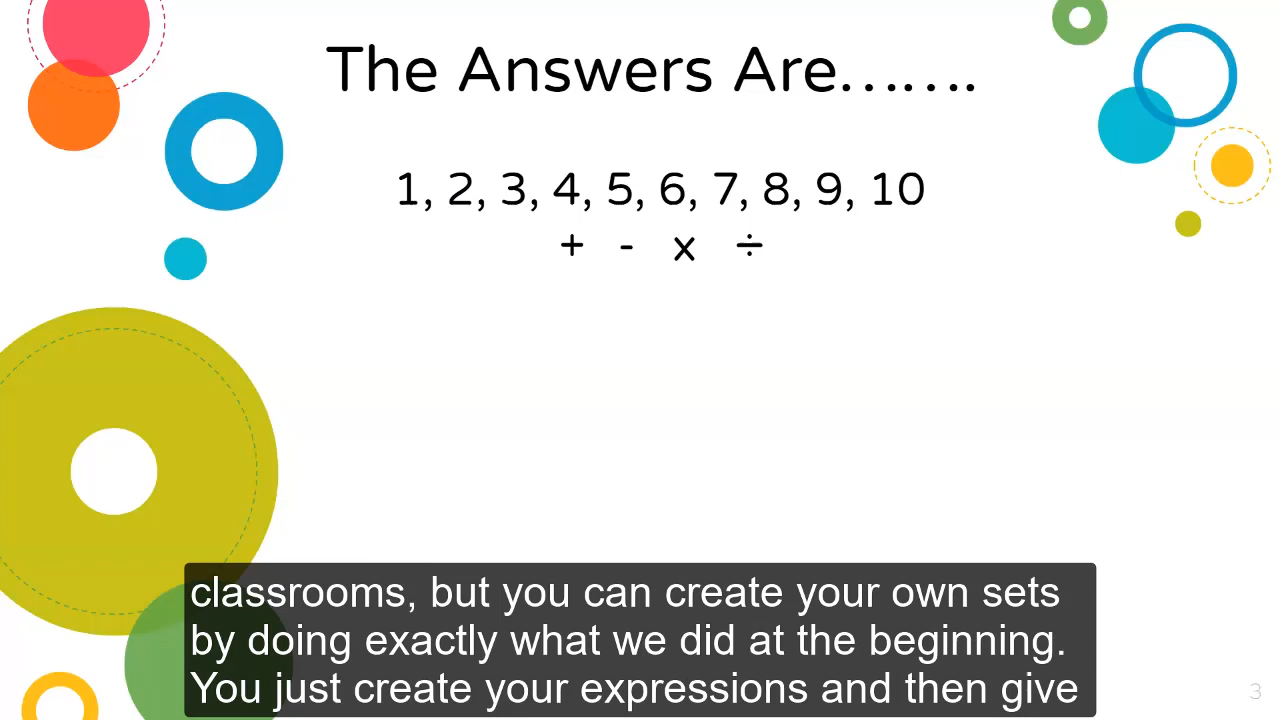 The Answers Are…….
1, 2, 3, 4, 5, 6, 7, 8, 9, 10
+ - x ÷
classrooms, but you can create your own sets
by doing exactly what we did at the beginning.
You just create your expressions and then give
3